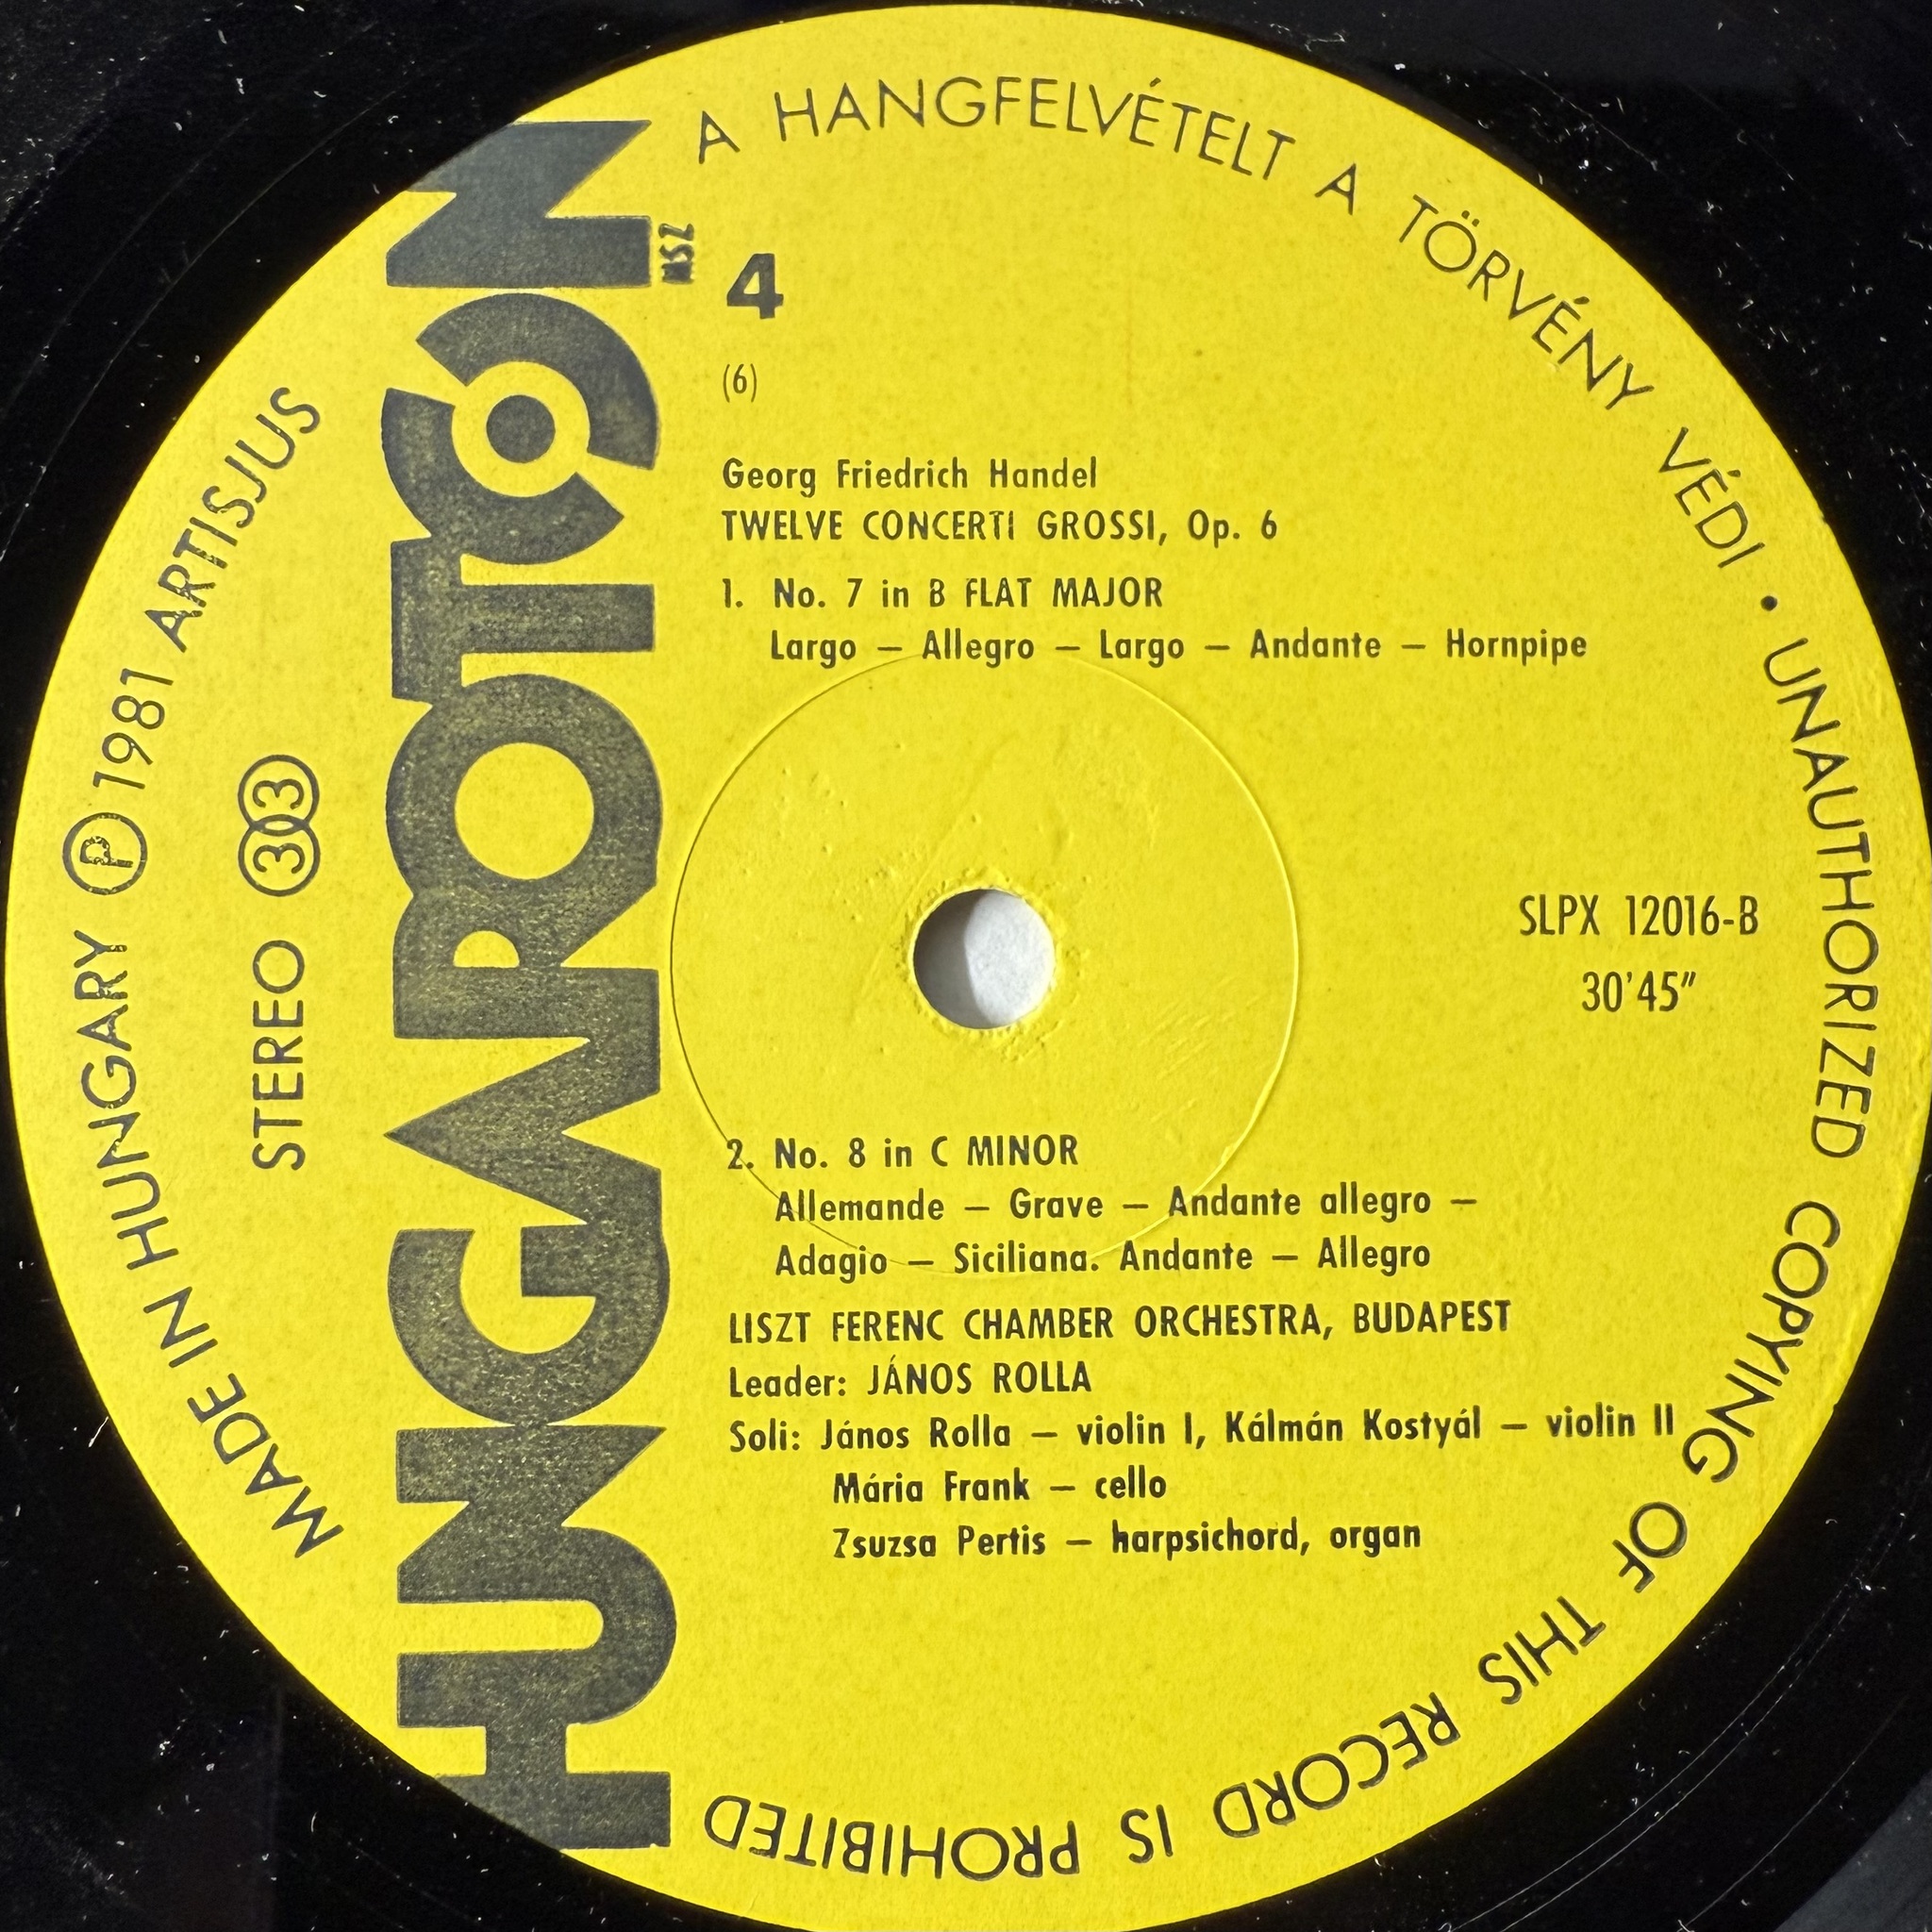 A HANGFELVÉTELT A TÖRVÉNY VÉDI • UNAUTHORIZED COPYING OF THIS RECORD IS PROHIBITED
MADE IN HUNGARY Ⓟ 1981 ARTISJUS
STEREO 33
HUNGAROTON
MSZ
4
(6)
Georg Friedrich Handel
TWELVE CONCERTI GROSSI, Op. 6
1. No. 7 in B FLAT MAJOR
Largo — Allegro — Largo — Andante — Hornpipe
SLPX 12016-B
30'45"
2. No. 8 in C MINOR
Allemande — Grave — Andante allegro —
Adagio — Siciliana. Andante — Allegro
LISZT FERENC CHAMBER ORCHESTRA, BUDAPEST
Leader: JÁNOS ROLLA
Soli: János Rolla — violin I, Kálmán Kostyál — violin II
Mária Frank — cello
Zsuzsa Pertis — harpsichord, organ